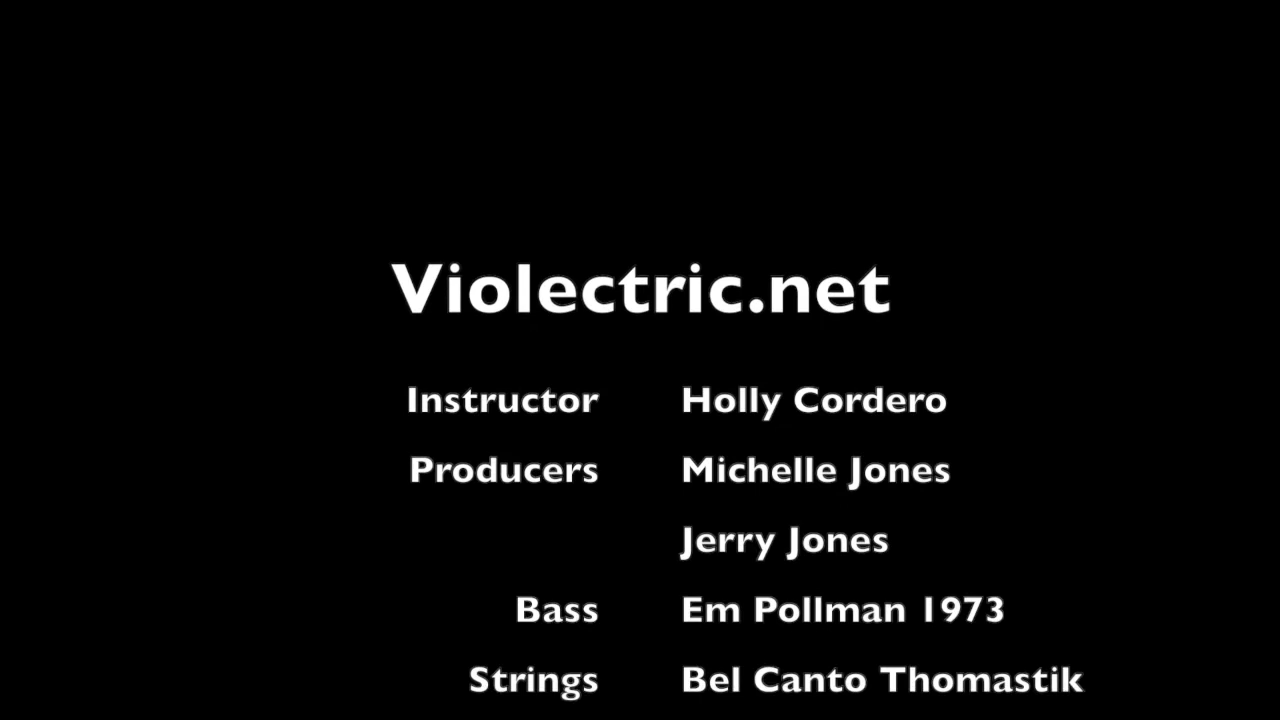 Violectric.net
Instructor Holly Cordero
Producers Michelle Jones
Jerry Jones
Bass Em Pollman 1973
Strings Bel Canto Thomastik